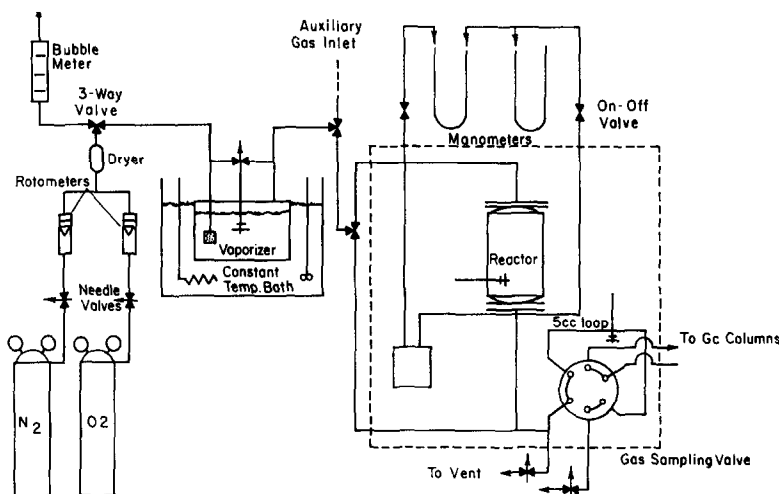 Bubble
Meter
3-Way
Valve
Dryer
Rotometers
Needle
Valves
N2
O2
Vaporizer
Constant
Temp. Bath
Auxiliary
Gas Inlet
Manometers
On-Off
Valve
Reactor
5cc loop
To Gc Columns
Gas Sampling Valve
To Vent